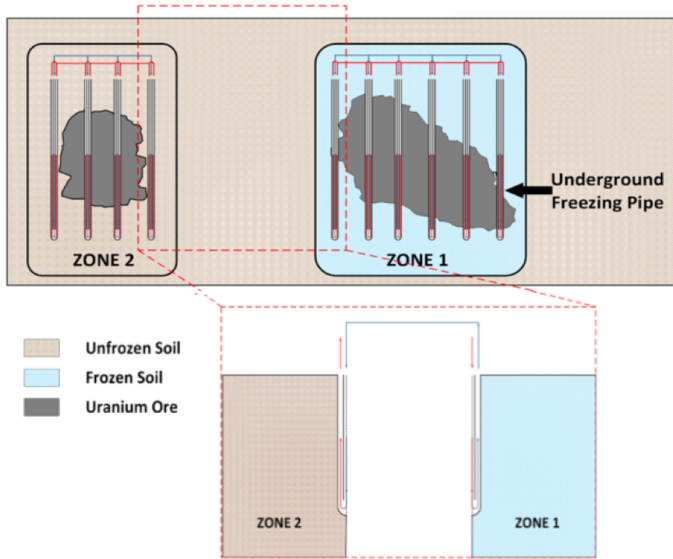 Underground
Freezing Pipe
ZONE 2
ZONE 1
Unfrozen Soil
Frozen Soil
Uranium Ore
ZONE 2
ZONE 1